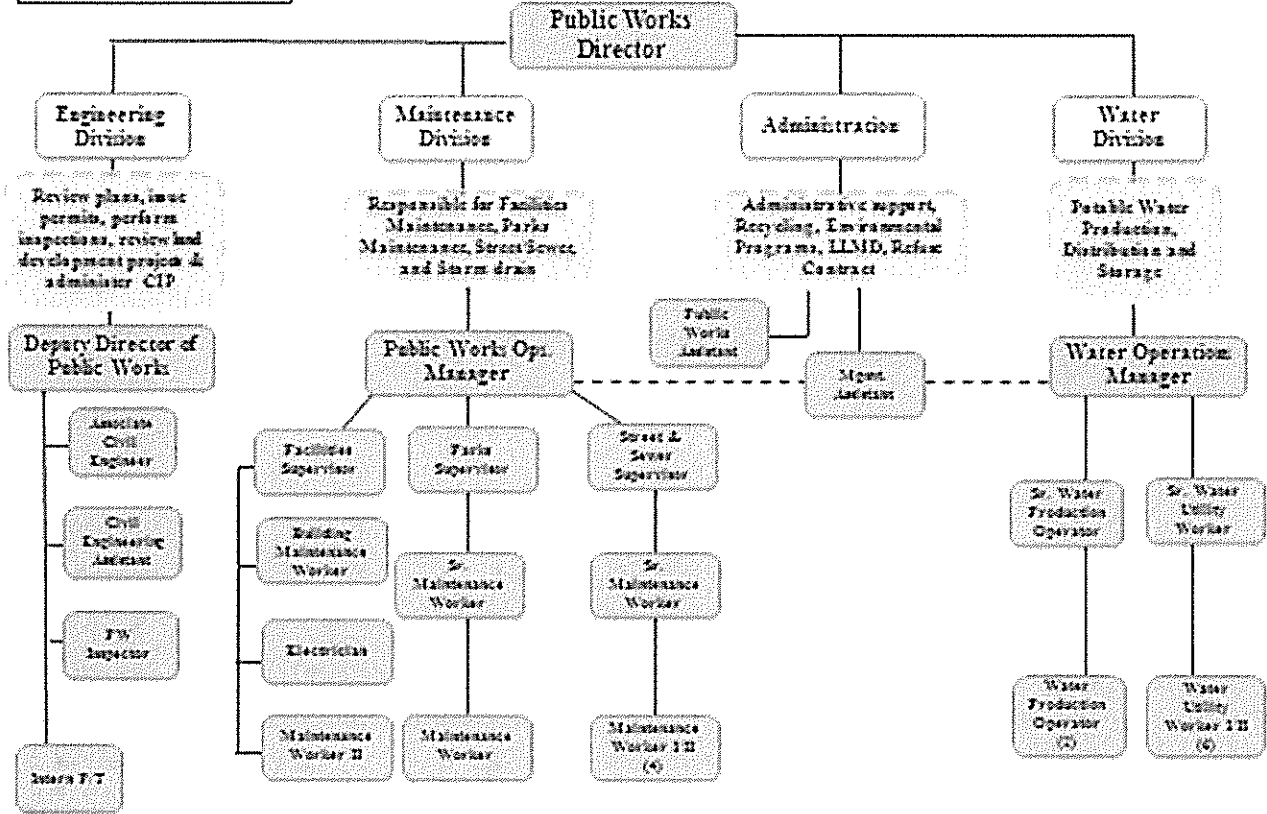 Public Works
Director
Engineering
Division
Maintenance
Division
Administration
Water
Division
Review plans, issue
permits, perform
inspections, review land
development projects &
administer CIP
Responsible for Facilities
Maintenance, Parks
Maintenance, Street/Sewer,
and Storm drain
Administrative support,
Recycling, Environmental
Programs, LLMD, Refuse
Contract
Potable Water
Production,
Distribution and
Storage
Deputy Director of
Public Works
Public Works Ops.
Manager
Public
Works
Assistant
Mgmt.
Assistant
Water Operations
Manager
Associate
Civil
Engineer
Civil
Engineering
Assistant
PW
Inspector
Intern P/T
Facilities
Supervisor
Building
Maintenance
Worker
Electrician
Maintenance
Worker II
Parks
Supervisor
Sr.
Maintenance
Worker
Maintenance
Worker
Street &
Sewer
Supervisor
Sr.
Maintenance
Worker
Maintenance
Worker I/II
(4)
Sr. Water
Production
Operator
Water
Production
Operator
(2)
Sr. Water
Utility
Worker
Water
Utility
Worker I/II
(6)